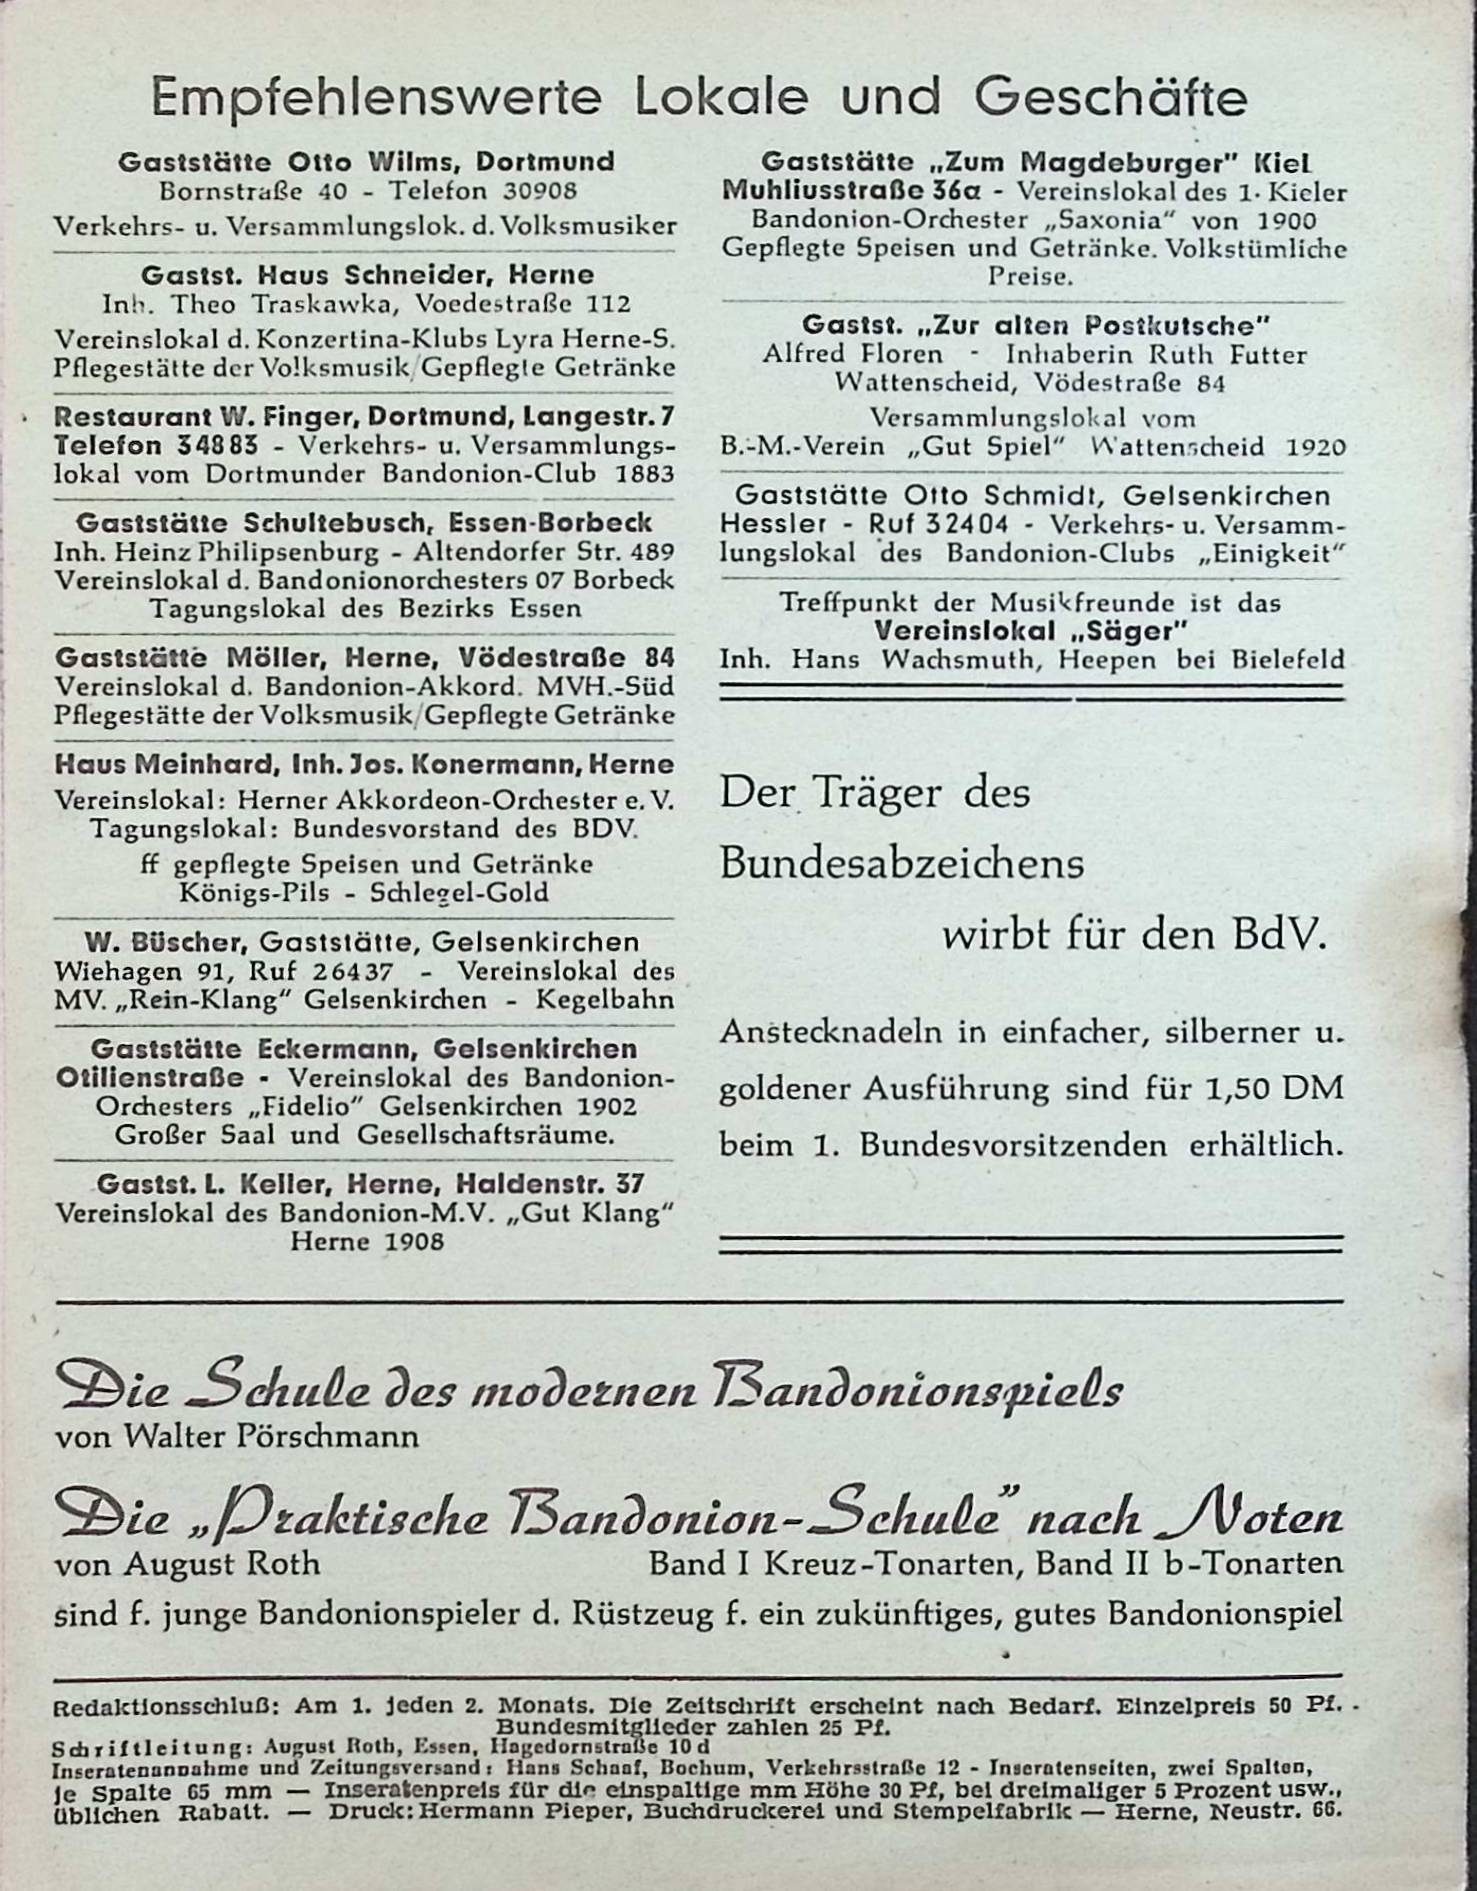 Empfehlenswerte Lokale und Geschäfte
Gaststätte Otto Wilms, Dortmund
Bornstraße 40 - Telefon 30908
Verkehrs- u. Versammlungslok. d. Volksmusiker
Gastst. Haus Schneider, Herne
Inh. Theo Traskawka, Voedestraße 112
Vereinslokal d. Konzertina-Klubs Lyra Herne-S.
Pflegestätte der Volksmusik/Gepflegte Getränke
Restaurant W. Finger, Dortmund, Langestr. 7
Telefon 34883 - Verkehrs- u. Versammlungs-
lokal vom Dortmunder Bandonion-Club 1883
Gaststätte Schultebusch, Essen-Borbeck
Inh. Heinz Philipsenburg - Altendorfer Str. 489
Vereinslokal d. Bandonionorchesters 07 Borbeck
Tagungslokal des Bezirks Essen
Gaststätte Möller, Herne, Vödestraße 84
Vereinslokal d. Bandonion-Akkord. MVH.-Süd
Pflegestätte der Volksmusik/Gepflegte Getränke
Haus Meinhard, Inh. Jos. Konermann, Herne
Vereinslokal: Herner Akkordeon-Orchester e. V.
Tagungslokal: Bundesvorstand des BDV.
ff gepflegte Speisen und Getränke
Königs-Pils - Schlegel-Gold
W. Büscher, Gaststätte, Gelsenkirchen
Wiehagen 91, Ruf 26437 - Vereinslokal des
MV. „Rein-Klang“ Gelsenkirchen - Kegelbahn
Gaststätte Eckermann, Gelsenkirchen
Otilienstraße - Vereinslokal des Bandonion-
Orchesters „Fidelio” Gelsenkirchen 1902
Großer Saal und Gesellschaftsräume.
Gastst. L. Keller, Herne, Haldenstr. 37
Vereinslokal des Bandonion-M.V. „Gut Klang“
Herne 1908
Gaststätte „Zum Magdeburger” Kiel
Muhliusstraße 36a - Vereinslokal des 1. Kieler
Bandonion-Orchester „Saxonia“ von 1900
Gepflegte Speisen und Getränke. Volkstümliche
Preise.
Gastst. „Zur alten Postkutsche”
Alfred Floren - Inhaberin Ruth Futter
Wattenscheid, Vödestraße 84
Versammlungslokal vom
B.-M.-Verein „Gut Spiel“ Wattenscheid 1920
Gaststätte Otto Schmidt, Gelsenkirchen
Hessler - Ruf 32404 - Verkehrs- u. Versamm-
lungslokal des Bandonion-Clubs „Einigkeit“
Treffpunkt der Musikfreunde ist das
Vereinslokal „Säger”
Inh. Hans Wachsmuth, Heepen bei Bielefeld
Der Träger des
Bundesabzeichens
wirbt für den BdV.
Anstecknadeln in einfacher, silberner u.
goldener Ausführung sind für 1,50 DM
beim 1. Bundesvorsitzenden erhältlich.
Die Schule des modernen Bandonionspiels
von Walter Pörschmann
Die „Praktische Bandonion-Schule” nach Noten
von August Roth Band I Kreuz-Tonarten, Band II b-Tonarten
sind f. junge Bandonionspieler d. Rüstzeug f. ein zukünftiges, gutes Bandonionspiel
Redaktionsschluß: Am 1. jeden 2. Monats. Die Zeitschrift erscheint nach Bedarf. Einzelpreis 50 Pf. -
Bundesmitglieder zahlen 25 Pf.
Schriftleitung: August Roth, Essen, Hagedornstraße 10 d
Inseratenannahme und Zeitungsversand: Hans Schaaf, Bochum, Verkehrsstraße 12 - Inseratenseiten, zwei Spalten,
je Spalte 65 mm — Inseratenpreis für die einspaltige mm Höhe 30 Pf, bei dreimaliger 5 Prozent usw.,
üblichen Rabatt. — Druck: Hermann Pieper, Buchdruckerei und Stempelfabrik — Herne, Neustr. 66.